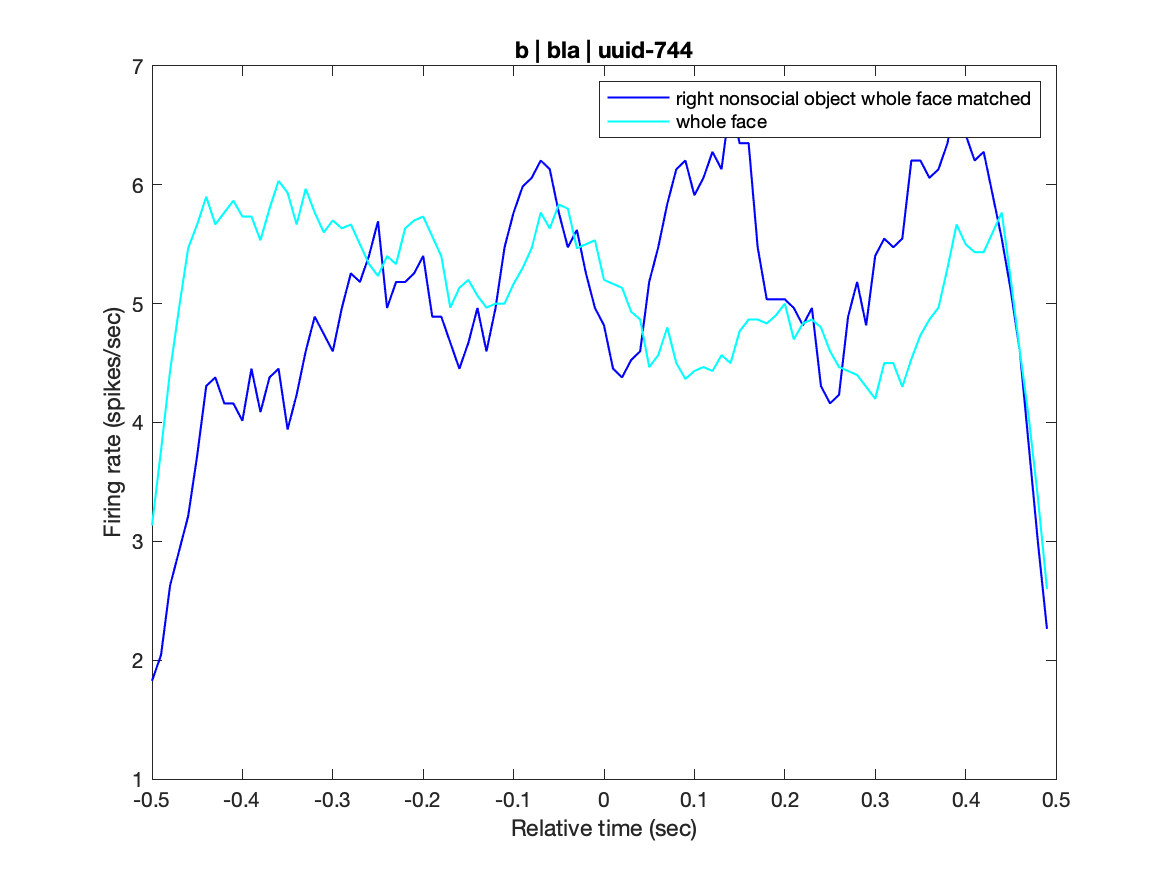 b | bla | uuid-744
7
right nonsocial object whole face matched
whole face
6
5
4
3
2
1
Firing rate (spikes/sec)
-0.5 -0.4 -0.3 -0.2 -0.1 0 0.1 0.2 0.3 0.4 0.5
Relative time (sec)